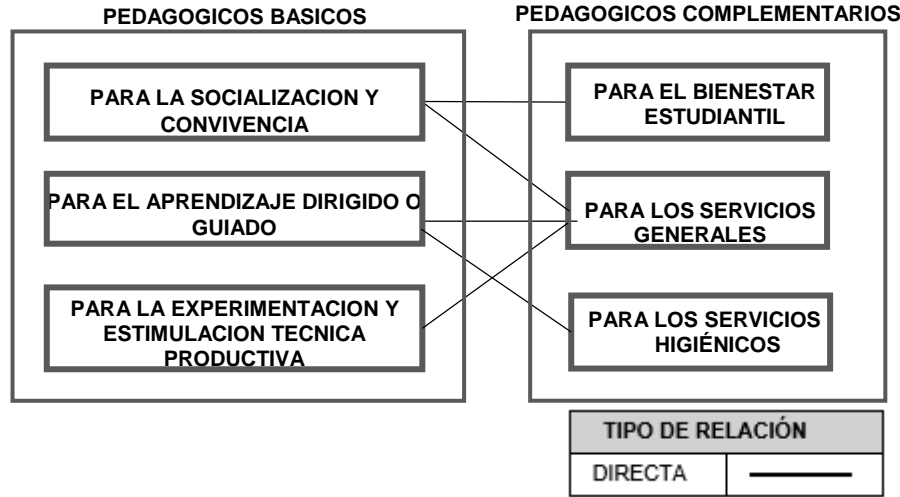 PEDAGOGICOS BASICOS
PARA LA SOCIALIZACION Y
CONVIVENCIA
PARA EL APRENDIZAJE DIRIGIDO O
GUIADO
PARA LA EXPERIMENTACION Y
ESTIMULACION TECNICA
PRODUCTIVA
PEDAGOGICOS COMPLEMENTARIOS
PARA EL BIENESTAR
ESTUDIANTIL
PARA LOS SERVICIOS
GENERALES
PARA LOS SERVICIOS
HIGIÉNICOS
TIPO DE RELACIÓN
DIRECTA